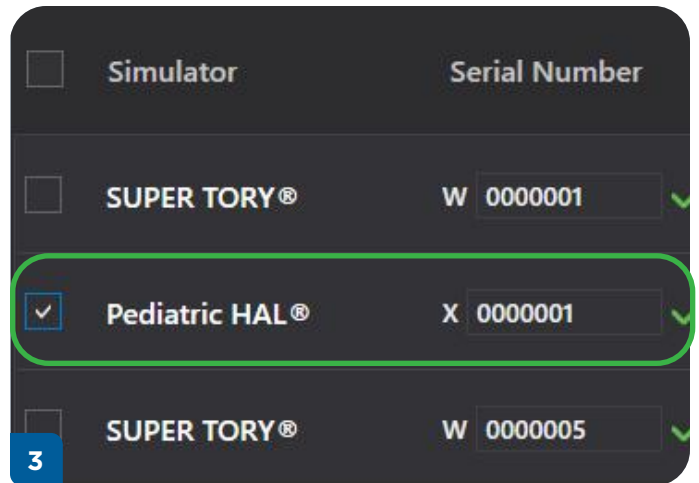 Simulator Serial Number
SUPER TORY® W 0000001
Pediatric HAL® X 0000001
SUPER TORY® W 0000005
3